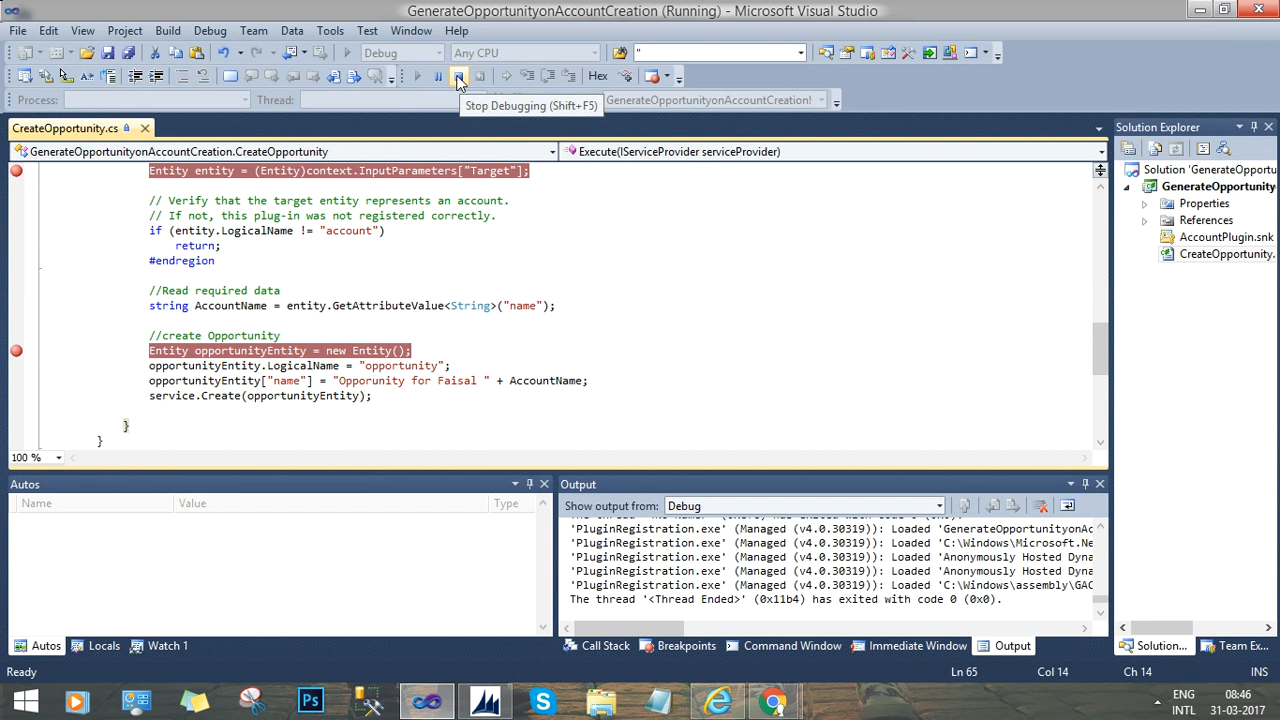 GenerateOpportunityonAccountCreation (Running) - Microsoft Visual Studio
File Edit View Project Build Debug Team Data Tools Test Window Help
Debug Any CPU "
Hex
Process: Thread: GenerateOpportunityonAccountCreation!
Stop Debugging (Shift+F5)
CreateOpportunity.cs
GenerateOpportunityonAccountCreation.CreateOpportunity Execute(IServiceProvider serviceProvider)
Entity entity = (Entity)context.InputParameters["Target"];
// Verify that the target entity represents an account.
// If not, this plug-in was not registered correctly.
if (entity.LogicalName != "account")
return;
#endregion
//Read required data
string AccountName = entity.GetAttributeValue<String>("name");
//create Opportunity
Entity opportunityEntity = new Entity();
opportunityEntity.LogicalName = "opportunity";
opportunityEntity["name"] = "Opporunity for Faisal " + AccountName;
service.Create(opportunityEntity);
}
}
100 %
Solution Explorer
Solution 'GenerateOpportu
GenerateOpportunity
Properties
References
AccountPlugin.snk
CreateOpportunity.
Autos
Name Value Type
Output
Show output from: Debug
'PluginRegistration.exe' (Managed (v4.0.30319)): Loaded 'GenerateOpportunityonAc
'PluginRegistration.exe' (Managed (v4.0.30319)): Loaded 'C:\Windows\Microsoft.Ne
'PluginRegistration.exe' (Managed (v4.0.30319)): Loaded 'Anonymously Hosted Dyna
'PluginRegistration.exe' (Managed (v4.0.30319)): Loaded 'Anonymously Hosted Dyna
'PluginRegistration.exe' (Managed (v4.0.30319)): Loaded 'C:\Windows\assembly\GAC
The thread '<Thread Ended>' (0x11b4) has exited with code 0 (0x0).
Autos Locals Watch 1
Call Stack Breakpoints Command Window Immediate Window Output
Solution... Team Ex...
Ready Ln 65 Col 14 Ch 14 INS
Ps
ENG 08:46
INTL 31-03-2017